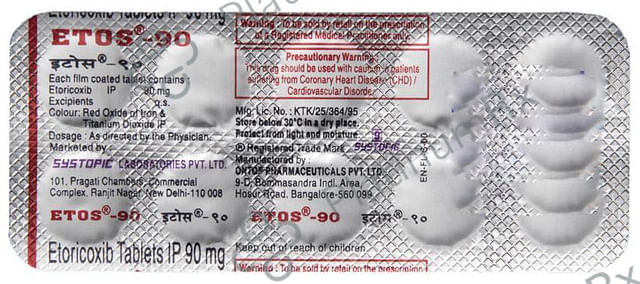 Etoricoxib Tablets IP 90 mg
ETOS®-90
इटोस®-९०
Each film coated tablet contains :
Etoricoxib IP 90 mg
Excipients q.s.
Colour: Red Oxide of Iron &
Titanium Dioxide IP
Dosage : As directed by the Physician.
Marketed by
SYSTOPIC LABORATORIES PVT. LTD.
101, Pragati Chambers, Commercial
Complex, Ranjit Nagar, New Delhi-110 008
ETOS®-90 इटोस®-९०
Etoricoxib Tablets IP 90 mg
Warning : To be sold by retail on the prescription
of a Registered Medical Practitioner only.
Precautionary Warning
This drug should be used with caution in patients
suffering from Coronary Heart Disease (CHD) /
Cardiovascular Disorder.
Mfg. Lic. No. : KTK/25/364/95
Store below 30°C in a dry place.
Protect from light and moisture.
® Registered Trade Mark SYSTOPIC
Manufactured by :
PHARMACEUTICALS PVT. LTD.
9-D, Bommasandra Indl. Area,
Hosur Road, Bangalore-560 099
ETOS®-90 इटोस®-९०
Keep out of reach of children.
Warning : To be sold by retail on the prescription